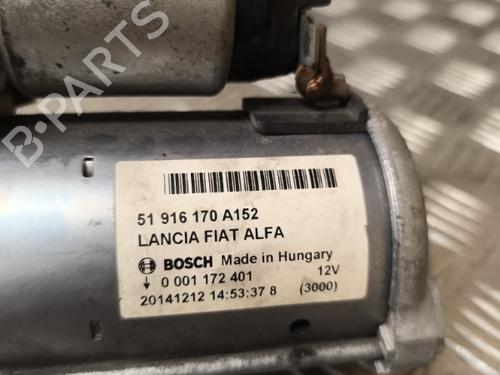 B-PARTS
51 916 170 A152
LANCIA FIAT ALFA
BOSCH Made in Hungary
0 001 172 401 12V
20141212 14:53:37 8 (3000)